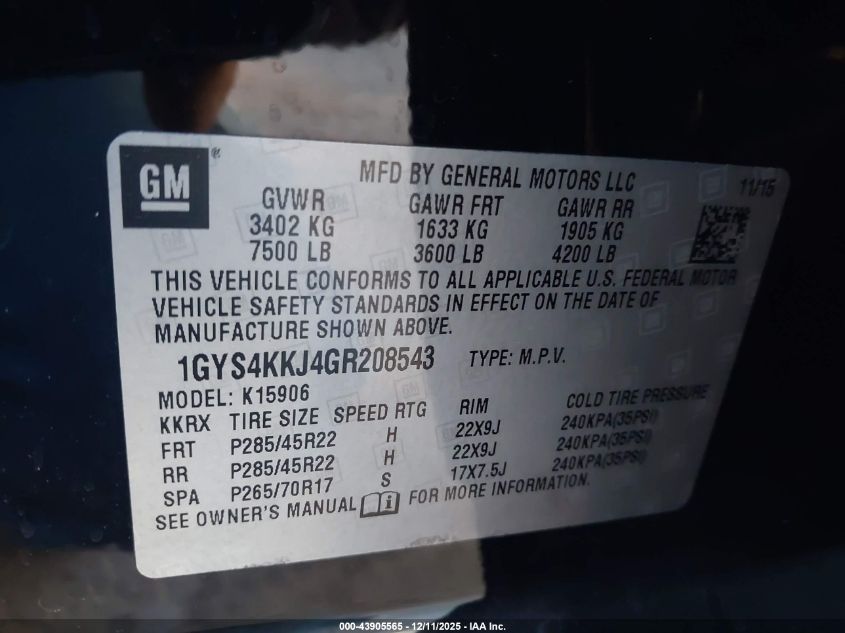 GM ®
MFD BY GENERAL MOTORS LLC
11/15
GVWR GAWR FRT GAWR RR
3402 KG 1633 KG 1905 KG
7500 LB 3600 LB 4200 LB
THIS VEHICLE CONFORMS TO ALL APPLICABLE U.S. FEDERAL MOTOR
VEHICLE SAFETY STANDARDS IN EFFECT ON THE DATE OF
MANUFACTURE SHOWN ABOVE.
1GYS4KKJ4GR208543 TYPE: M.P.V.
MODEL: K15906
KKRX TIRE SIZE SPEED RTG RIM COLD TIRE PRESSURE
FRT P285/45R22 H 22X9J 240KPA(35PSI)
RR P285/45R22 H 22X9J 240KPA(35PSI)
SPA P265/70R17 S 17X7.5J 240KPA(35PSI)
SEE OWNER'S MANUAL FOR MORE INFORMATION.
000-43905565 - 12/11/2025 - IAA Inc.